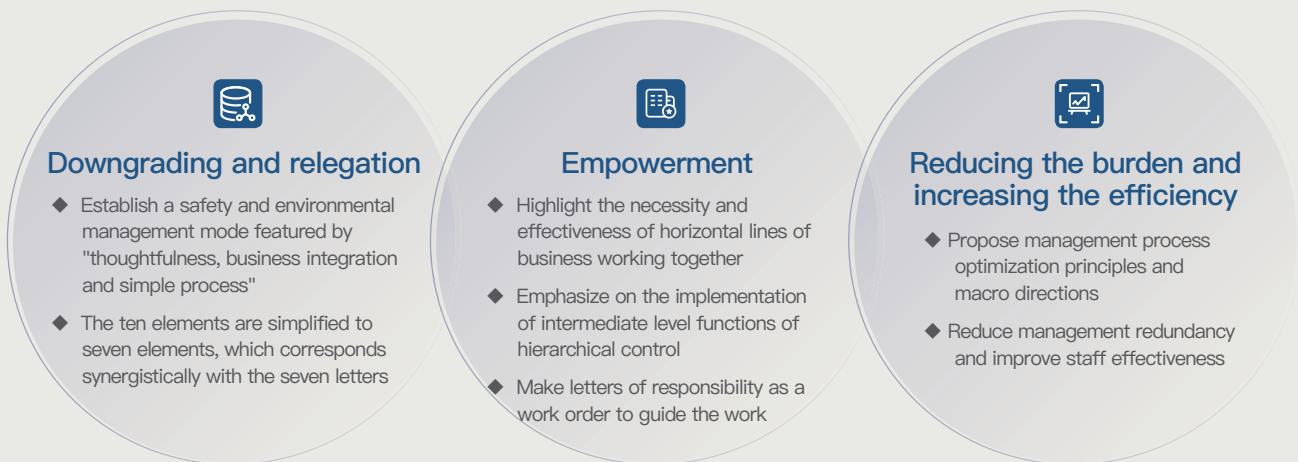 Downgrading and relegation
◆ Establish a safety and environmental
management mode featured by
"thoughtfulness, business integration
and simple process"
◆ The ten elements are simplified to
seven elements, which corresponds
synergistically with the seven letters
Empowerment
◆ Highlight the necessity and
effectiveness of horizontal lines of
business working together
◆ Emphasize on the implementation
of intermediate level functions of
hierarchical control
◆ Make letters of responsibility as a
work order to guide the work
Reducing the burden and
increasing the efficiency
◆ Propose management process
optimization principles and
macro directions
◆ Reduce management redundancy
and improve staff effectiveness